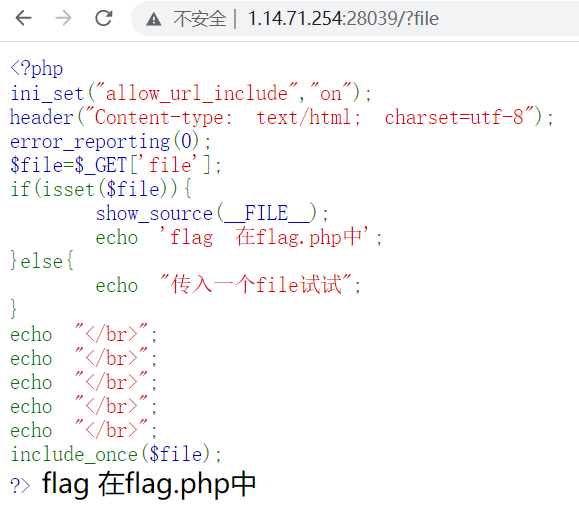 不安全 | 1.14.71.254:28039/?file
<?php
ini_set("allow_url_include","on");
header("Content-type: text/html; charset=utf-8");
error_reporting(0);
$file=$_GET['file'];
if(isset($file)){
show_source(__FILE__);
echo 'flag 在flag.php中';
}else{
echo "传入一个file试试";
}
echo "</br>";
echo "</br>";
echo "</br>";
echo "</br>";
echo "</br>";
include_once($file);
?> flag 在flag.php中